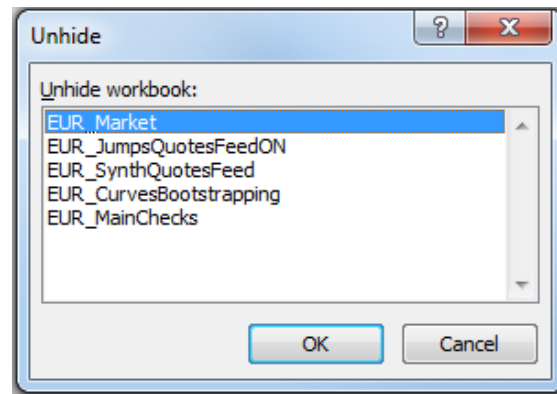 Unhide
?
X
Unhide workbook:
EUR_Market
EUR_JumpsQuotesFeedON
EUR_SynthQuotesFeed
EUR_CurvesBootstrapping
EUR_MainChecks
OK
Cancel